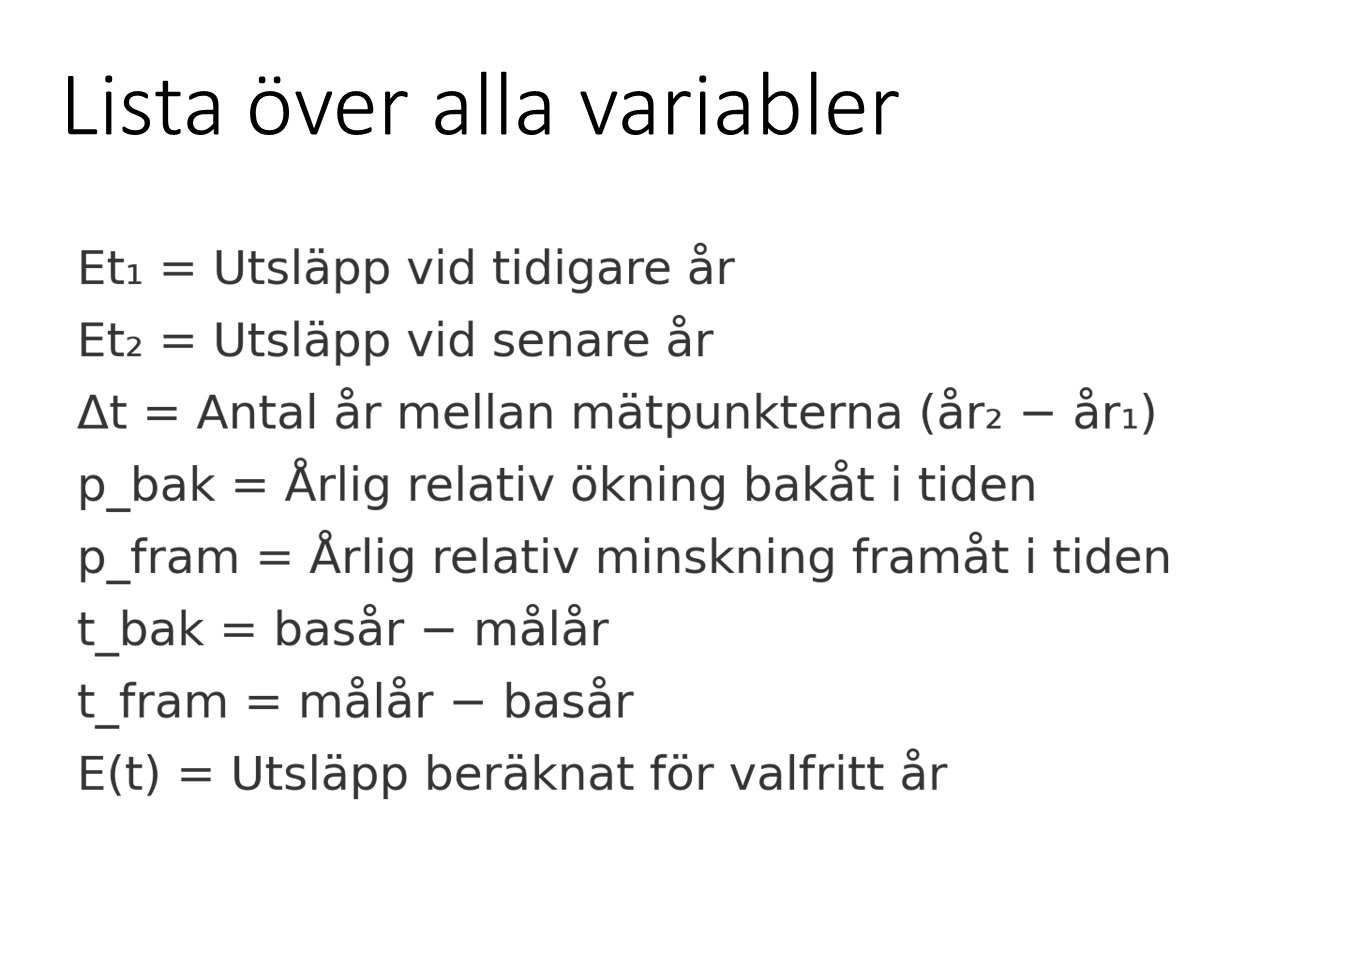 Lista över alla variabler
Et₁ = Utsläpp vid tidigare år
Et₂ = Utsläpp vid senare år
Δt = Antal år mellan mätpunkterna (år₂ − år₁)
p_bak = Årlig relativ ökning bakåt i tiden
p_fram = Årlig relativ minskning framåt i tiden
t_bak = basår − målår
t_fram = målår − basår
E(t) = Utsläpp beräknat för valfritt år